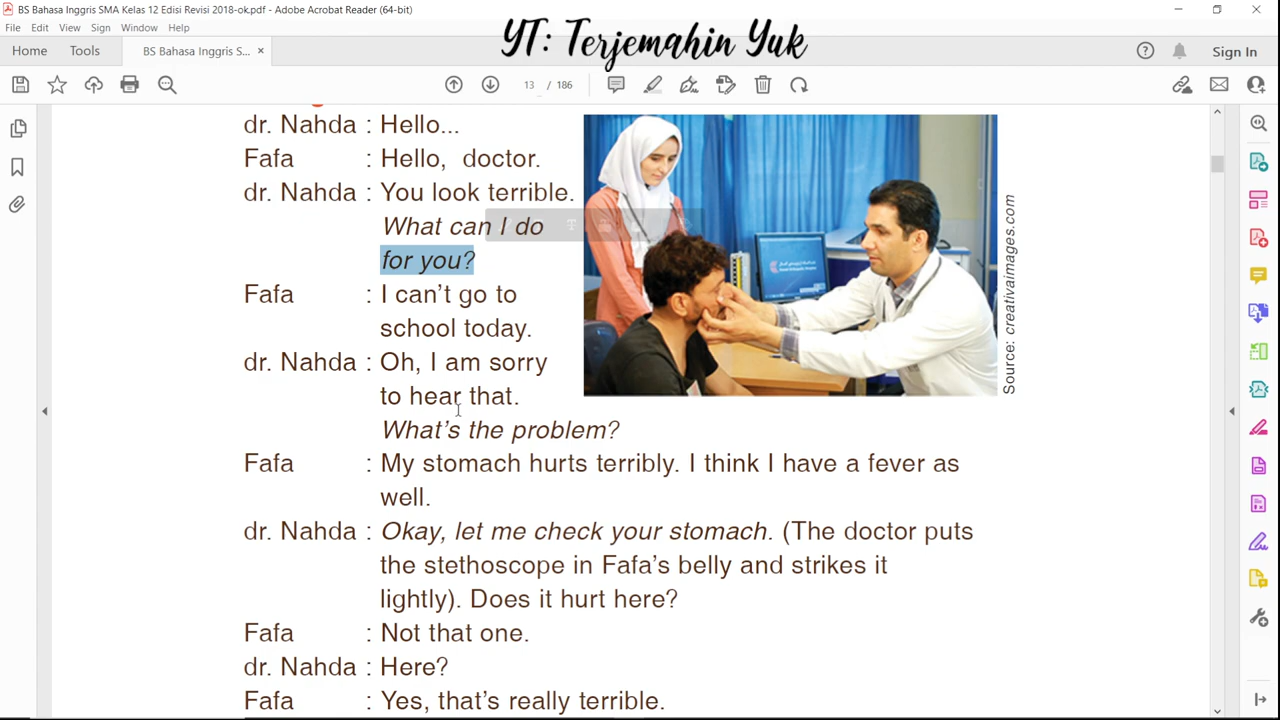 BS Bahasa Inggris SMA Kelas 12 Edisi Revisi 2018-ok.pdf - Adobe Acrobat Reader (64-bit)
File Edit View Sign Window Help
YT: Terjemahin Yuk
Home Tools BS Bahasa Inggris S... × Sign In
13 / 186
dr. Nahda : Hello...
Fafa : Hello, doctor.
dr. Nahda : You look terrible.
What can I do
for you?
Fafa : I can't go to
school today.
dr. Nahda : Oh, I am sorry
to hear that.
What's the problem?
Source: creativaimages.com
Fafa : My stomach hurts terribly. I think I have a fever as
well.
dr. Nahda : Okay, let me check your stomach. (The doctor puts
the stethoscope in Fafa's belly and strikes it
lightly). Does it hurt here?
Fafa : Not that one.
dr. Nahda : Here?
Fafa : Yes, that's really terrible.